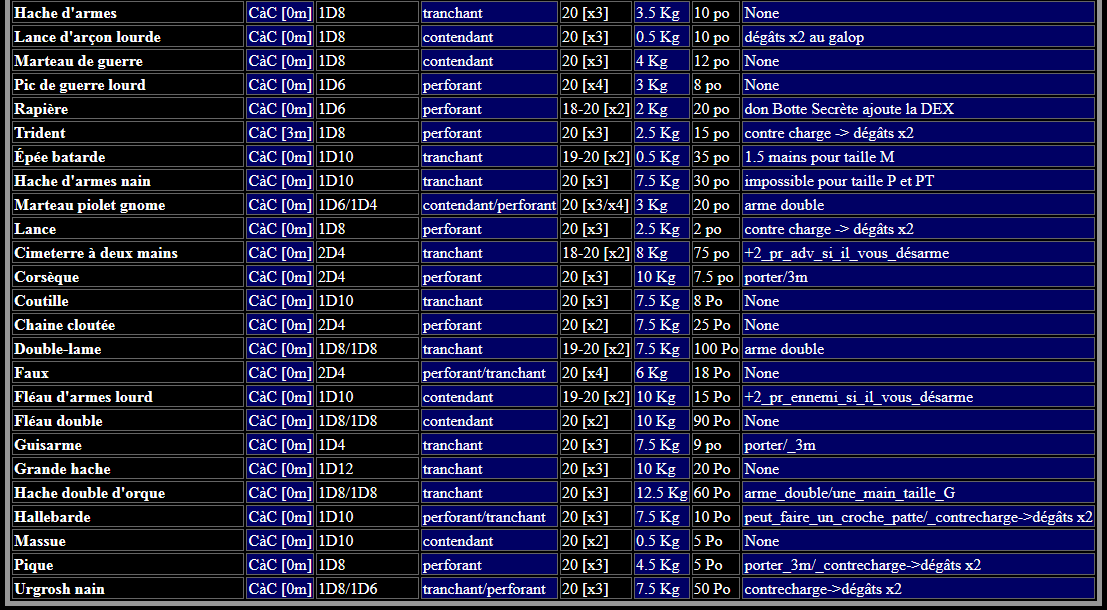 Hache d'armes CàC [0m] 1D8 tranchant 20 [x3] 3.5 Kg 10 po None
Lance d'arçon lourde CàC [0m] 1D8 contendant 20 [x3] 0.5 Kg 10 po dégâts x2 au galop
Marteau de guerre CàC [0m] 1D8 contendant 20 [x3] 4 Kg 12 po None
Pic de guerre lourd CàC [0m] 1D6 perforant 20 [x4] 3 Kg 8 po None
Rapière CàC [0m] 1D6 perforant 18-20 [x2] 2 Kg 20 po don Botte Secrète ajoute la DEX
Trident CàC [3m] 1D8 perforant 20 [x3] 2.5 Kg 15 po contre charge -> dégâts x2
Épée batarde CàC [0m] 1D10 tranchant 19-20 [x2] 0.5 Kg 35 po 1.5 mains pour taille M
Hache d'armes nain CàC [0m] 1D10 tranchant 20 [x3] 7.5 Kg 30 po impossible pour taille P et PT
Marteau piolet gnome CàC [0m] 1D6/1D4 contendant/perforant 20 [x3/x4] 3 Kg 20 po arme double
Lance CàC [0m] 1D8 perforant 20 [x3] 2.5 Kg 2 po contre charge -> dégâts x2
Cimeterre à deux mains CàC [0m] 2D4 tranchant 18-20 [x2] 8 Kg 75 po +2_pr_adv_si_il_vous_désarme
Corsèque CàC [0m] 2D4 perforant 20 [x3] 10 Kg 7.5 po porter/3m
Coutille CàC [0m] 1D10 tranchant 20 [x3] 7.5 Kg 8 Po None
Chaine cloutée CàC [0m] 2D4 perforant 20 [x2] 7.5 Kg 25 Po None
Double-lame CàC [0m] 1D8/1D8 tranchant 19-20 [x2] 7.5 Kg 100 Po arme double
Faux CàC [0m] 2D4 perforant/tranchant 20 [x4] 6 Kg 18 Po None
Fléau d'armes lourd CàC [0m] 1D10 contendant 19-20 [x2] 10 Kg 15 Po +2_pr_ennemi_si_il_vous_désarme
Fléau double CàC [0m] 1D8/1D8 contendant 20 [x2] 10 Kg 90 Po None
Guisarme CàC [0m] 1D4 tranchant 20 [x3] 7.5 Kg 9 po porter/_3m
Grande hache CàC [0m] 1D12 tranchant 20 [x3] 10 Kg 20 Po None
Hache double d'orque CàC [0m] 1D8/1D8 tranchant 20 [x3] 12.5 Kg 60 Po arme_double/une_main_taille_G
Hallebarde CàC [0m] 1D10 perforant/tranchant 20 [x3] 7.5 Kg 10 Po peut_faire_un_croche_patte/_contrecharge->dégâts x2
Massue CàC [0m] 1D10 contendant 20 [x2] 0.5 Kg 5 Po None
Pique CàC [0m] 1D8 perforant 20 [x3] 4.5 Kg 5 Po porter_3m/_contrecharge->dégâts x2
Urgrosh nain CàC [0m] 1D8/1D6 tranchant/perforant 20 [x3] 7.5 Kg 50 Po contrecharge->dégâts x2